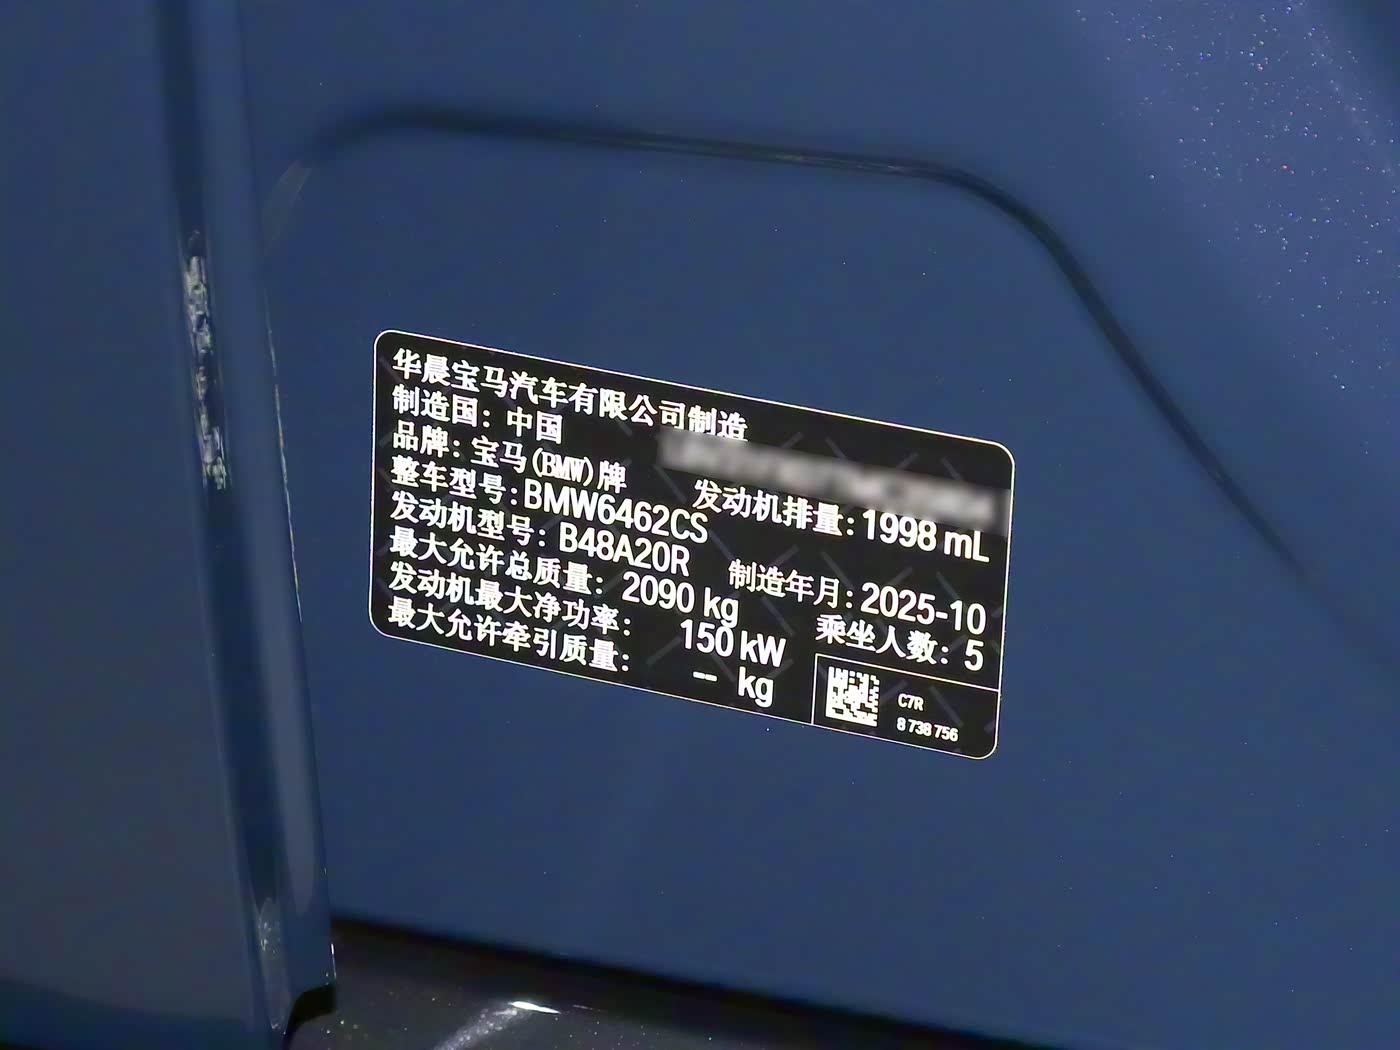 华晨宝马汽车有限公司制造
制造国：中国
品牌：宝马(BMW)牌
整车型号：BMW6462CS 发动机排量：1998 mL
发动机型号：B48A20R
最大允许总质量：2090 kg 制造年月：2025-10
发动机最大净功率：150 kW 乘坐人数：5
最大允许牵引质量：-- kg
C7R
8 738 756